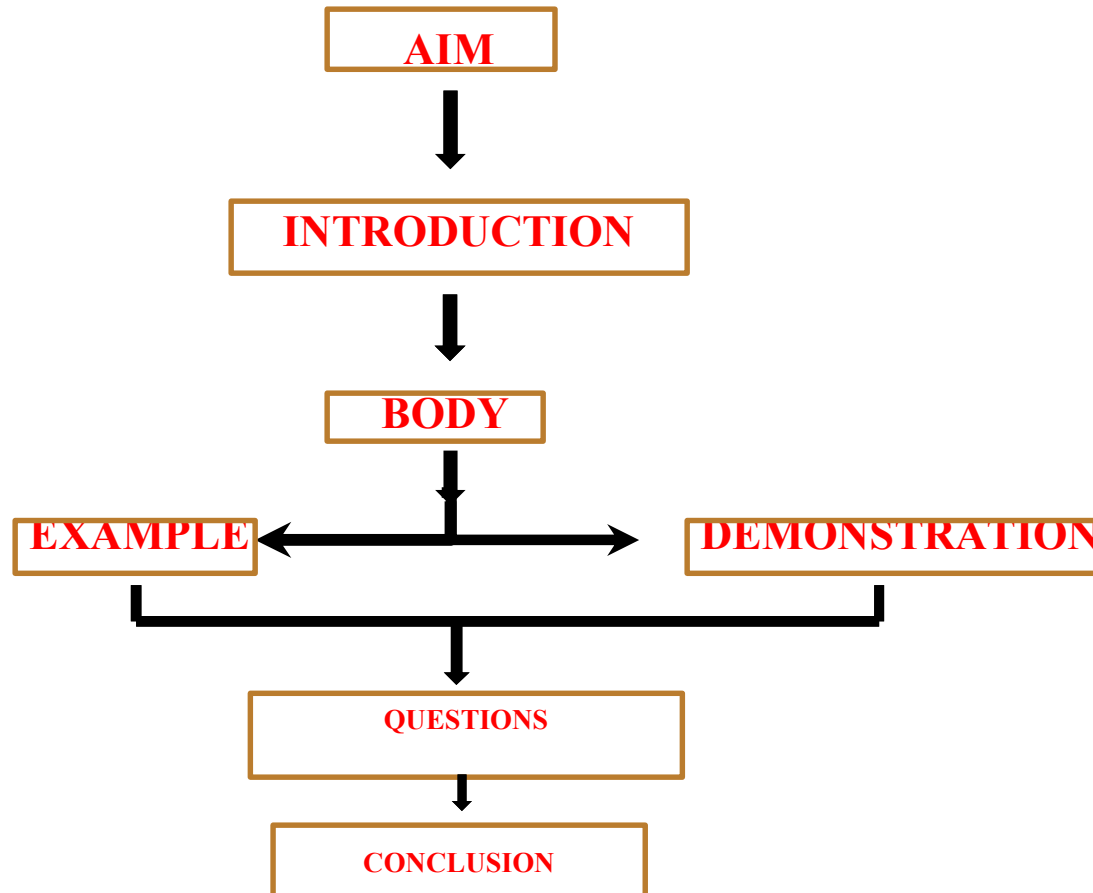 AIM
INTRODUCTION
BODY
EXAMPLE
DEMONSTRATION
QUESTIONS
CONCLUSION